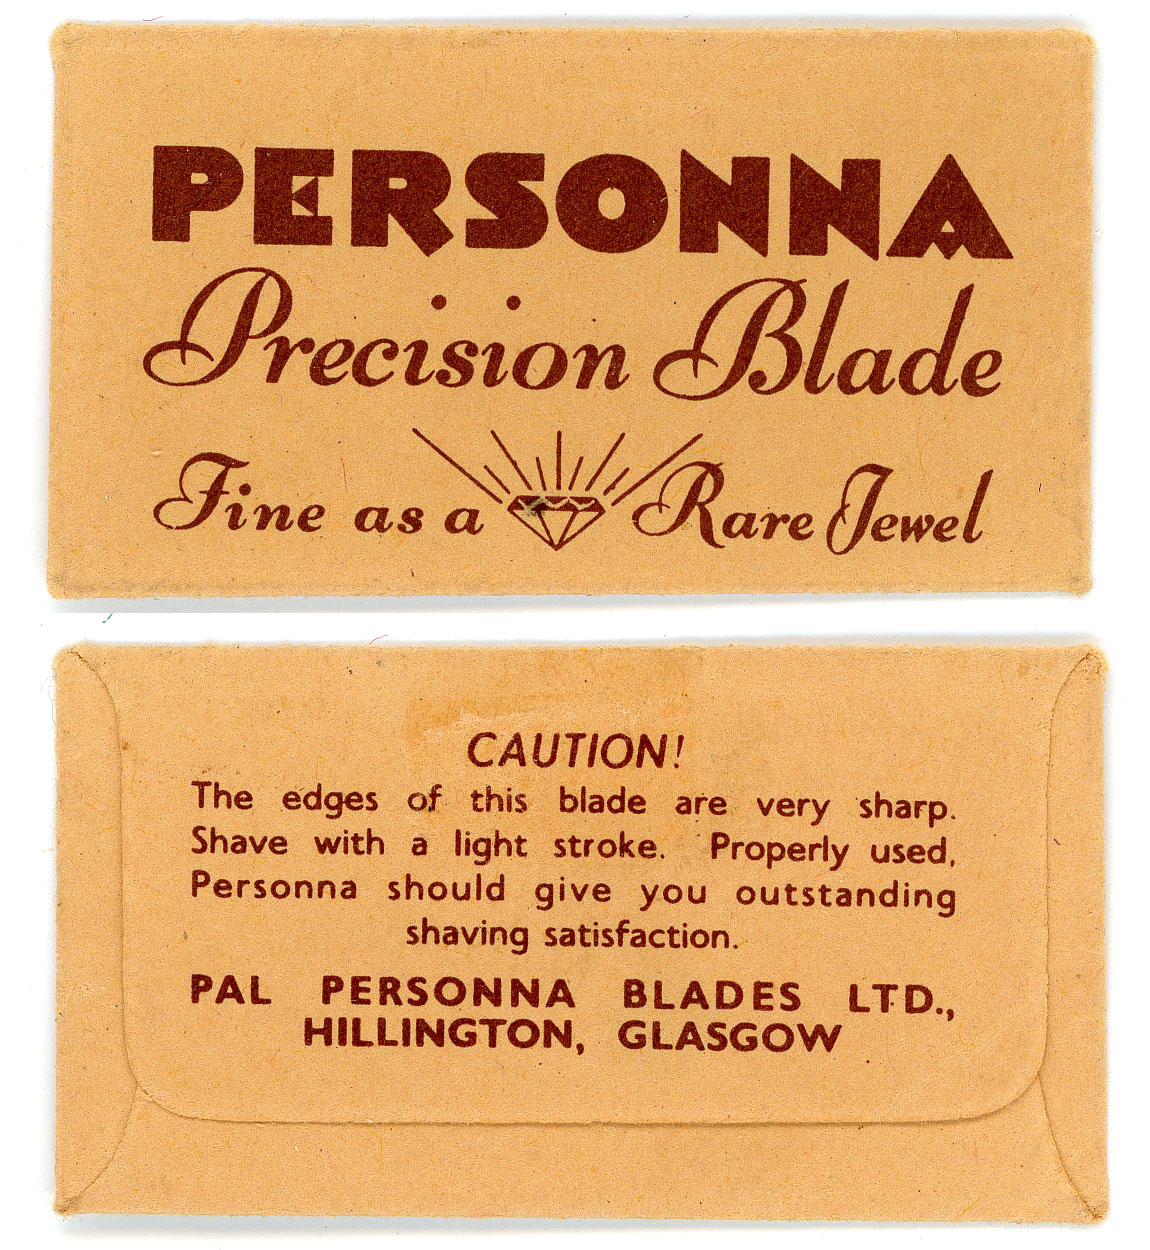 PERSONNA
Precision Blade
Fine as a Rare Jewel
CAUTION!
The edges of this blade are very sharp.
Shave with a light stroke. Properly used,
Personna should give you outstanding
shaving satisfaction.
PAL PERSONNA BLADES LTD.,
HILLINGTON, GLASGOW